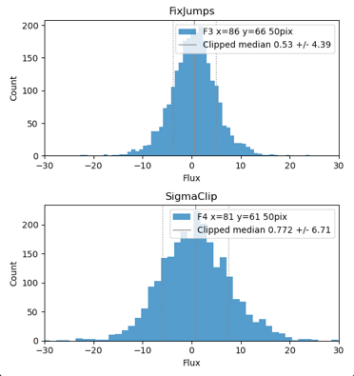 FixJumps
F3 x=86 y=66 50pix
Clipped median 0.53 +/- 4.39
Count
200
150
100
50
0
−30 −20 −10 0 10 20 30
Flux
SigmaClip
F4 x=81 y=61 50pix
Clipped median 0.772 +/- 6.71
Count
200
150
100
50
0
−30 −20 −10 0 10 20 30
Flux